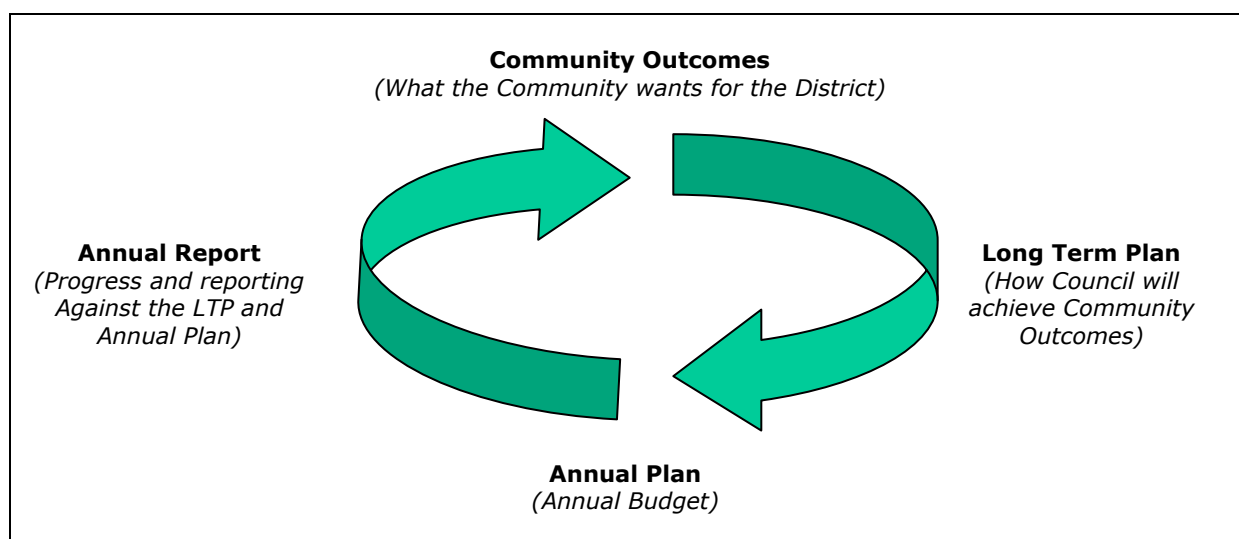 Community Outcomes
(What the Community wants for the District)
Annual Report
(Progress and reporting
Against the LTP and
Annual Plan)
Long Term Plan
(How Council will
achieve Community
Outcomes)
Annual Plan
(Annual Budget)